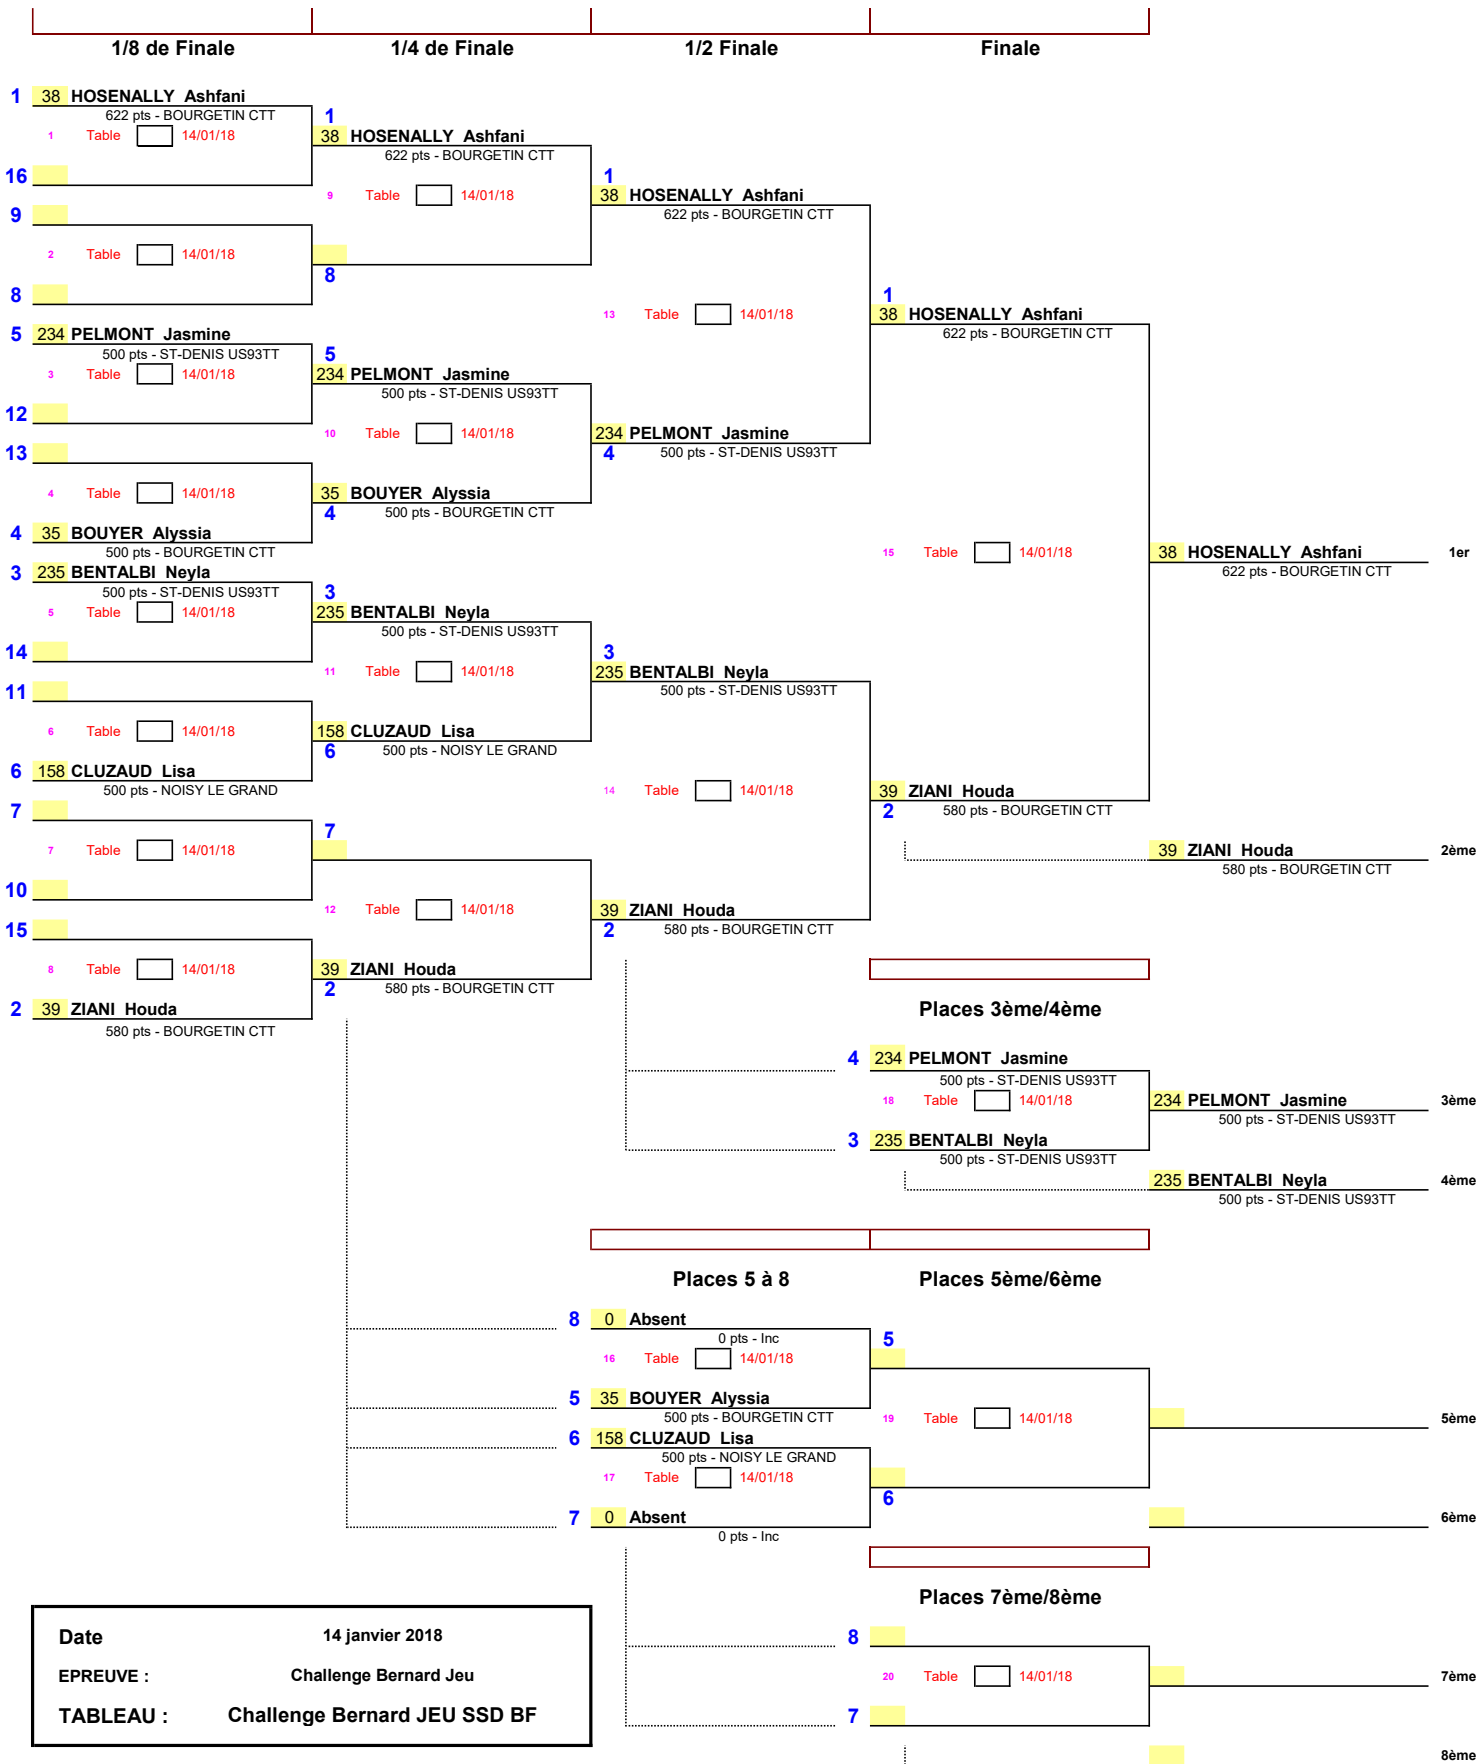 1/8 de Finale 1/4 de Finale 1/2 Finale Finale
1 38 HOSENALLY Ashfani
622 pts - BOURGETIN CTT 1
1 Table 14/01/18 38 HOSENALLY Ashfani
622 pts - BOURGETIN CTT
16 1
9 Table 14/01/18 38 HOSENALLY Ashfani
9 622 pts - BOURGETIN CTT
2 Table 14/01/18
8
8 1
13 Table 14/01/18 38 HOSENALLY Ashfani
5 234 PELMONT Jasmine 622 pts - BOURGETIN CTT
500 pts - ST-DENIS US93TT 5
3 Table 14/01/18 234 PELMONT Jasmine
500 pts - ST-DENIS US93TT
12
10 Table 14/01/18 234 PELMONT Jasmine
13 4 500 pts - ST-DENIS US93TT
4 Table 14/01/18 35 BOUYER Alyssia
4 500 pts - BOURGETIN CTT
4 35 BOUYER Alyssia
500 pts - BOURGETIN CTT 15 Table 14/01/18 38 HOSENALLY Ashfani 1er
3 235 BENTALBI Neyla 622 pts - BOURGETIN CTT
500 pts - ST-DENIS US93TT 3
5 Table 14/01/18 235 BENTALBI Neyla
500 pts - ST-DENIS US93TT
14 3
11 Table 14/01/18 235 BENTALBI Neyla
11 500 pts - ST-DENIS US93TT
6 Table 14/01/18 158 CLUZAUD Lisa
6 500 pts - NOISY LE GRAND
6 158 CLUZAUD Lisa
500 pts - NOISY LE GRAND 14 Table 14/01/18 39 ZIANI Houda
7 2 580 pts - BOURGETIN CTT
7
7 Table 14/01/18 39 ZIANI Houda 2ème
580 pts - BOURGETIN CTT
10
12 Table 14/01/18 39 ZIANI Houda
15 2 580 pts - BOURGETIN CTT
8 Table 14/01/18 39 ZIANI Houda
2 580 pts - BOURGETIN CTT
2 39 ZIANI Houda Places 3ème/4ème
580 pts - BOURGETIN CTT
4 234 PELMONT Jasmine
500 pts - ST-DENIS US93TT
18 Table 14/01/18 234 PELMONT Jasmine 3ème
500 pts - ST-DENIS US93TT
3 235 BENTALBI Neyla
500 pts - ST-DENIS US93TT
235 BENTALBI Neyla 4ème
500 pts - ST-DENIS US93TT
Places 5 à 8 Places 5ème/6ème
8 0 Absent
0 pts - Inc 5
16 Table 14/01/18
5 35 BOUYER Alyssia
500 pts - BOURGETIN CTT 19 Table 14/01/18 5ème
6 158 CLUZAUD Lisa
500 pts - NOISY LE GRAND
17 Table 14/01/18
6
7 0 Absent 6ème
0 pts - Inc
Places 7ème/8ème
Date 14 janvier 2018 8
EPREUVE : Challenge Bernard Jeu 20 Table 14/01/18 7ème
TABLEAU : Challenge Bernard JEU SSD BF 7
8ème